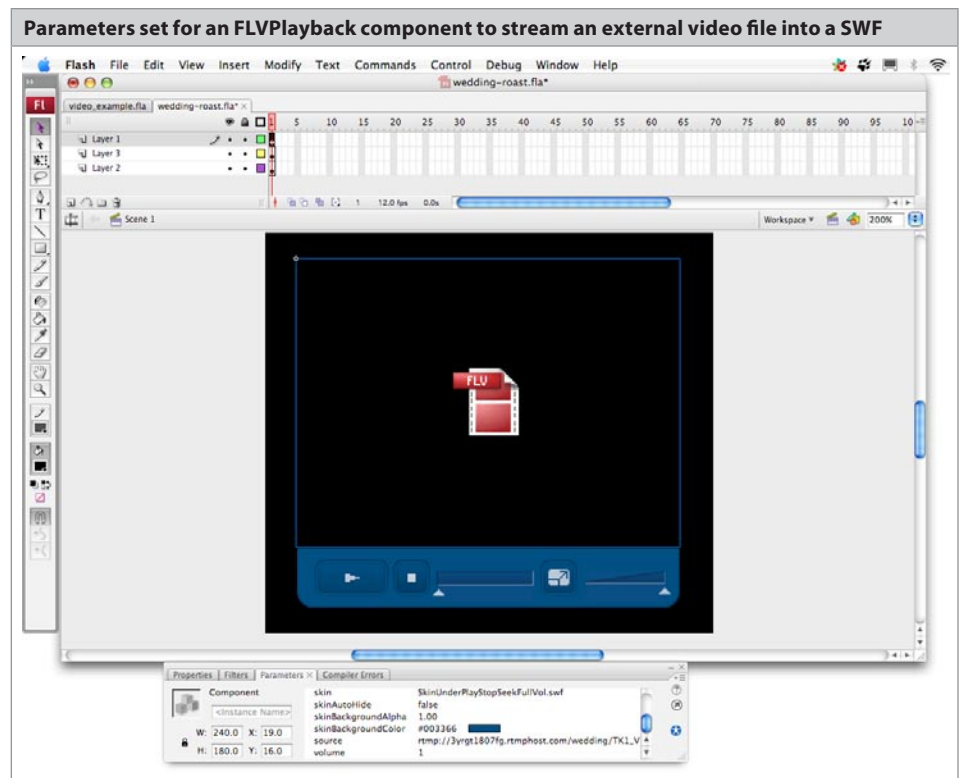 Parameters set for an FLVPlayback component to stream an external video file into a SWF
Flash File Edit View Insert Modify Text Commands Control Debug Window Help
wedding-roast.fla*
Fl
video_example.fla wedding-roast.fla* ×
1 5 10 15 20 25 30 35 40 45 50 55 60 65 70 75 80 85 90 95 10
Layer 1
Layer 3
Layer 2
1 12.0 fps 0.0s
Scene 1
Workspace 200%
FLV
Properties Filters Parameters × Compiler Errors
Component
<Instance Name>
W: 240.0 X: 19.0
H: 180.0 Y: 16.0
skin SkinUnderPlayStopSeekFullVol.swf
skinAutoHide false
skinBackgroundAlpha 1.00
skinBackgroundColor #003366
source rtmp://3yrgt1807fg.rtmphost.com/wedding/TK1_V
volume 1